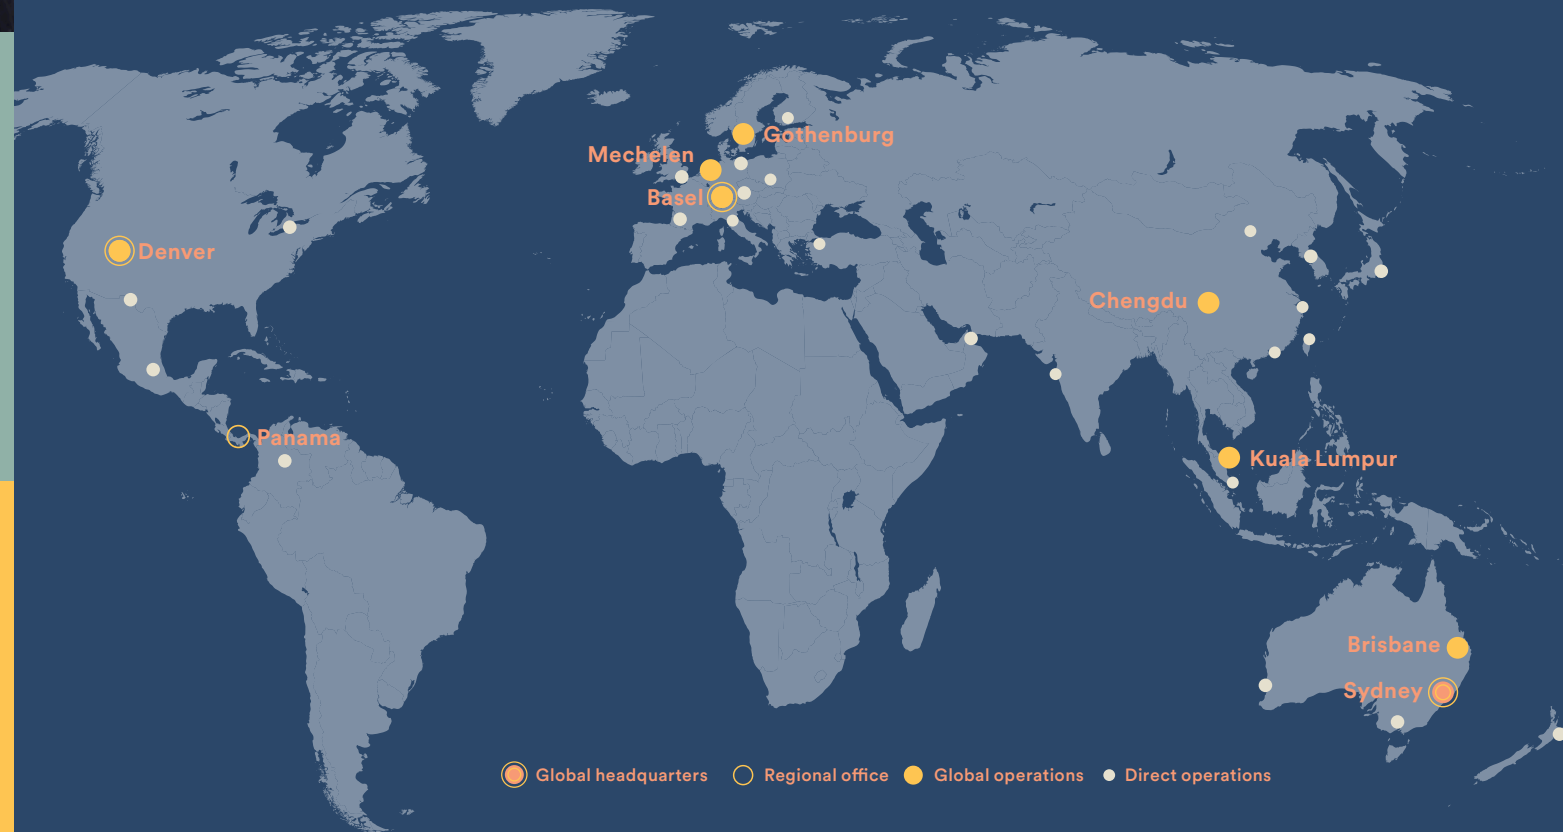 Gothenburg
Mechelen
Basel
Denver
Chengdu
Panama
Kuala Lumpur
Brisbane
Sydney
Global headquarters
Regional office
Global operations
Direct operations